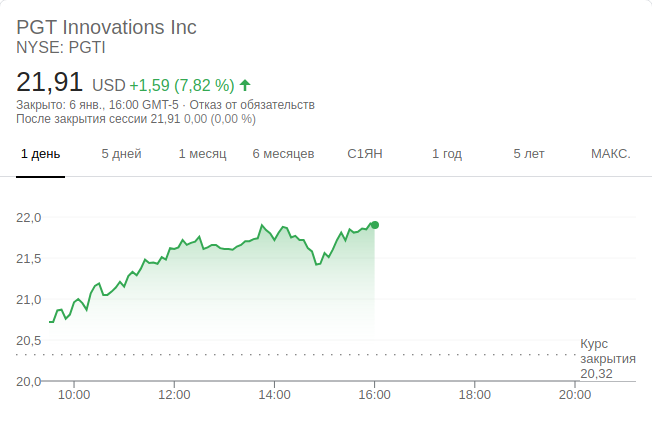 PGT Innovations Inc
NYSE: PGTI
21,91 USD +1,59 (7,82 %)
Закрыто: 6 янв., 16:00 GMT-5 · Отказ от обязательств
После закрытия сессии 21,91 0,00 (0,00 %)
1 день 5 дней 1 месяц 6 месяцев С1ЯН 1 год 5 лет МАКС.
22,0
21,5
21,0
20,5
Курс
закрытия
20,32
20,0
10:00 12:00 14:00 16:00 18:00 20:00